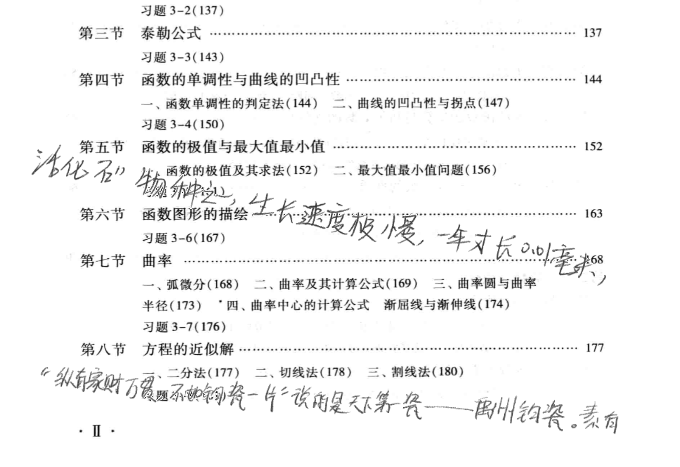 习题 3-2(137)
第三节 泰勒公式 …… 137
习题 3-3(143)
第四节 函数的单调性与曲线的凹凸性 …… 144
一、函数单调性的判定法(144) 二、曲线的凹凸性与拐点(147)
习题 3-4(150)
第五节 函数的极值与最大值最小值 …… 152
一、函数的极值及其求法(152) 二、最大值最小值问题(156)
活化石”物种之一,生长速度极慢,一年才长0.01毫米,
第六节 函数图形的描绘 …… 163
习题 3-6(167)
第七节 曲率 …… 168
一、弧微分(168) 二、曲率及其计算公式(169) 三、曲率圆与曲率
半径(173) *四、曲率中心的计算公式 渐屈线与渐伸线(174)
习题 3-7(176)
第八节 方程的近似解 …… 177
一、二分法(177) 二、切线法(178) 三、割线法(180)
“纵有家财万贯,不如钧瓷一片”说的是天下第一瓷——禹州钧瓷。素有
· II ·